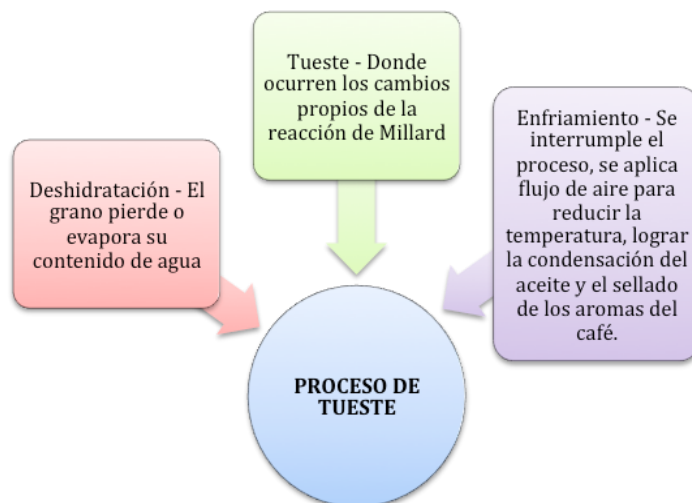 Deshidratación - El
grano pierde o
evapora su
contenido de agua
Tueste - Donde
ocurren los cambios
propios de la
reacción de Millard
Enfriamiento - Se
interrumple el
proceso, se aplica
flujo de aire para
reducir la
temperatura, lograr
la condensación del
aceite y el sellado
de los aromas del
café.
PROCESO DE
TUESTE